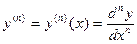 y^{(n)} = y^{(n)}(x) = \frac{d^n y}{dx^n}